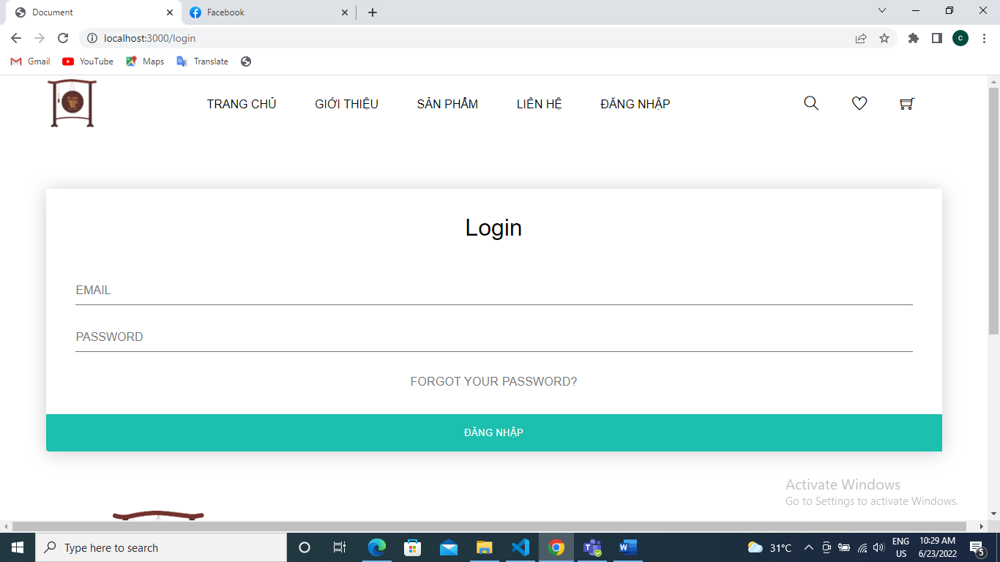 Document
Facebook
localhost:3000/login
C
Gmail
YouTube
Maps
Translate
TRANG CHỦ
GIỚI THIỆU
SẢN PHẨM
LIÊN HỆ
ĐĂNG NHẬP
Login
EMAIL
PASSWORD
FORGOT YOUR PASSWORD?
ĐĂNG NHẬP
Activate Windows
Go to Settings to activate Windows.
Type here to search
31°C
ENG
US
10:29 AM
6/23/2022
5